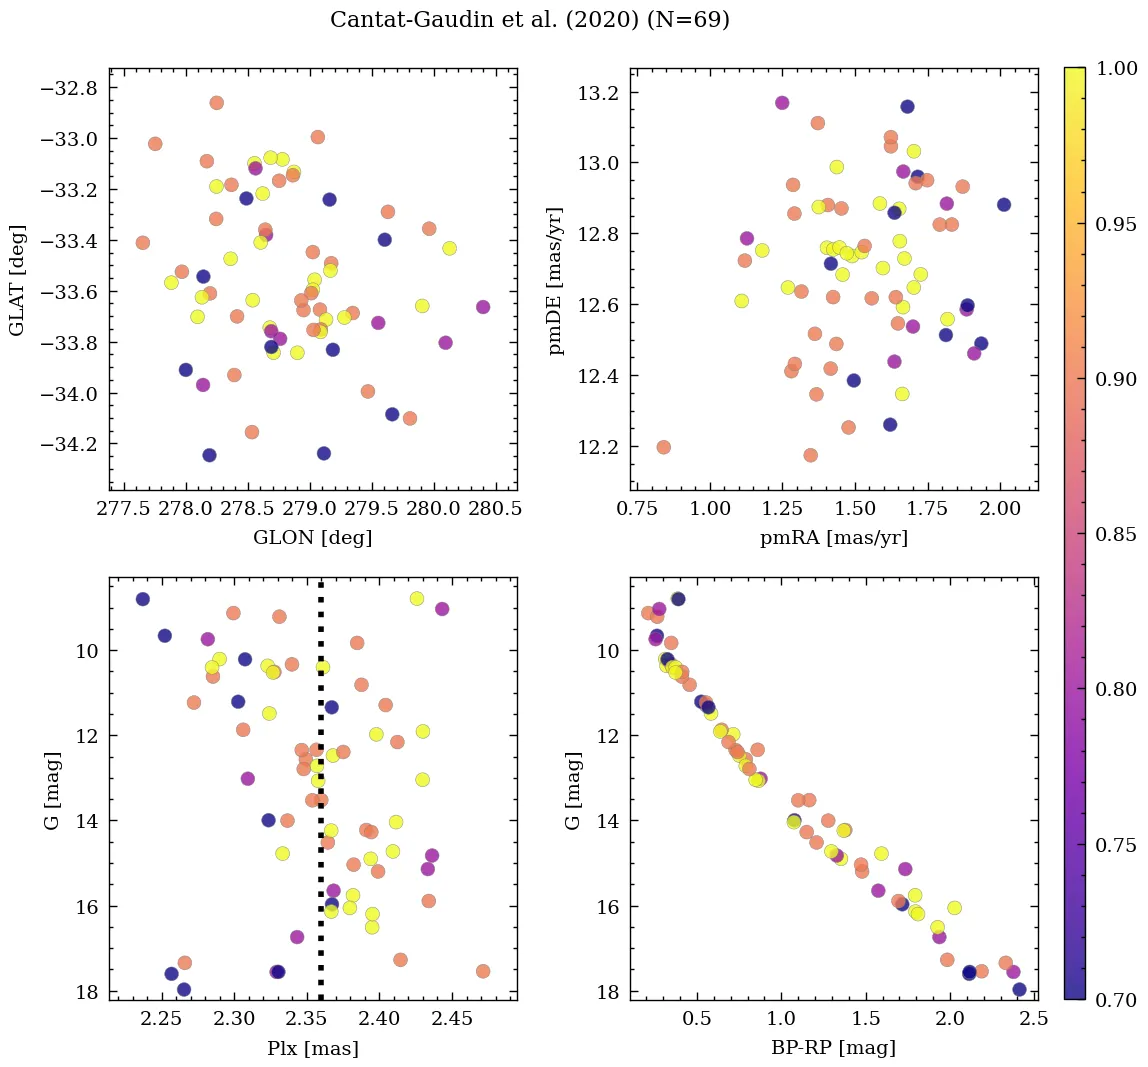 Cantat-Gaudin et al. (2020) (N=69)
−32.8
−33.0
−33.2
−33.4
−33.6
−33.8
−34.0
−34.2
GLAT [deg]
277.5 278.0 278.5 279.0 279.5 280.0 280.5
GLON [deg]
13.2
13.0
12.8
12.6
12.4
12.2
pmDE [mas/yr]
0.75 1.00 1.25 1.50 1.75 2.00
pmRA [mas/yr]
10
12
14
16
18
G [mag]
2.25 2.30 2.35 2.40 2.45
Plx [mas]
10
12
14
16
18
G [mag]
0.5 1.0 1.5 2.0 2.5
BP-RP [mag]
1.00
0.95
0.90
0.85
0.80
0.75
0.70